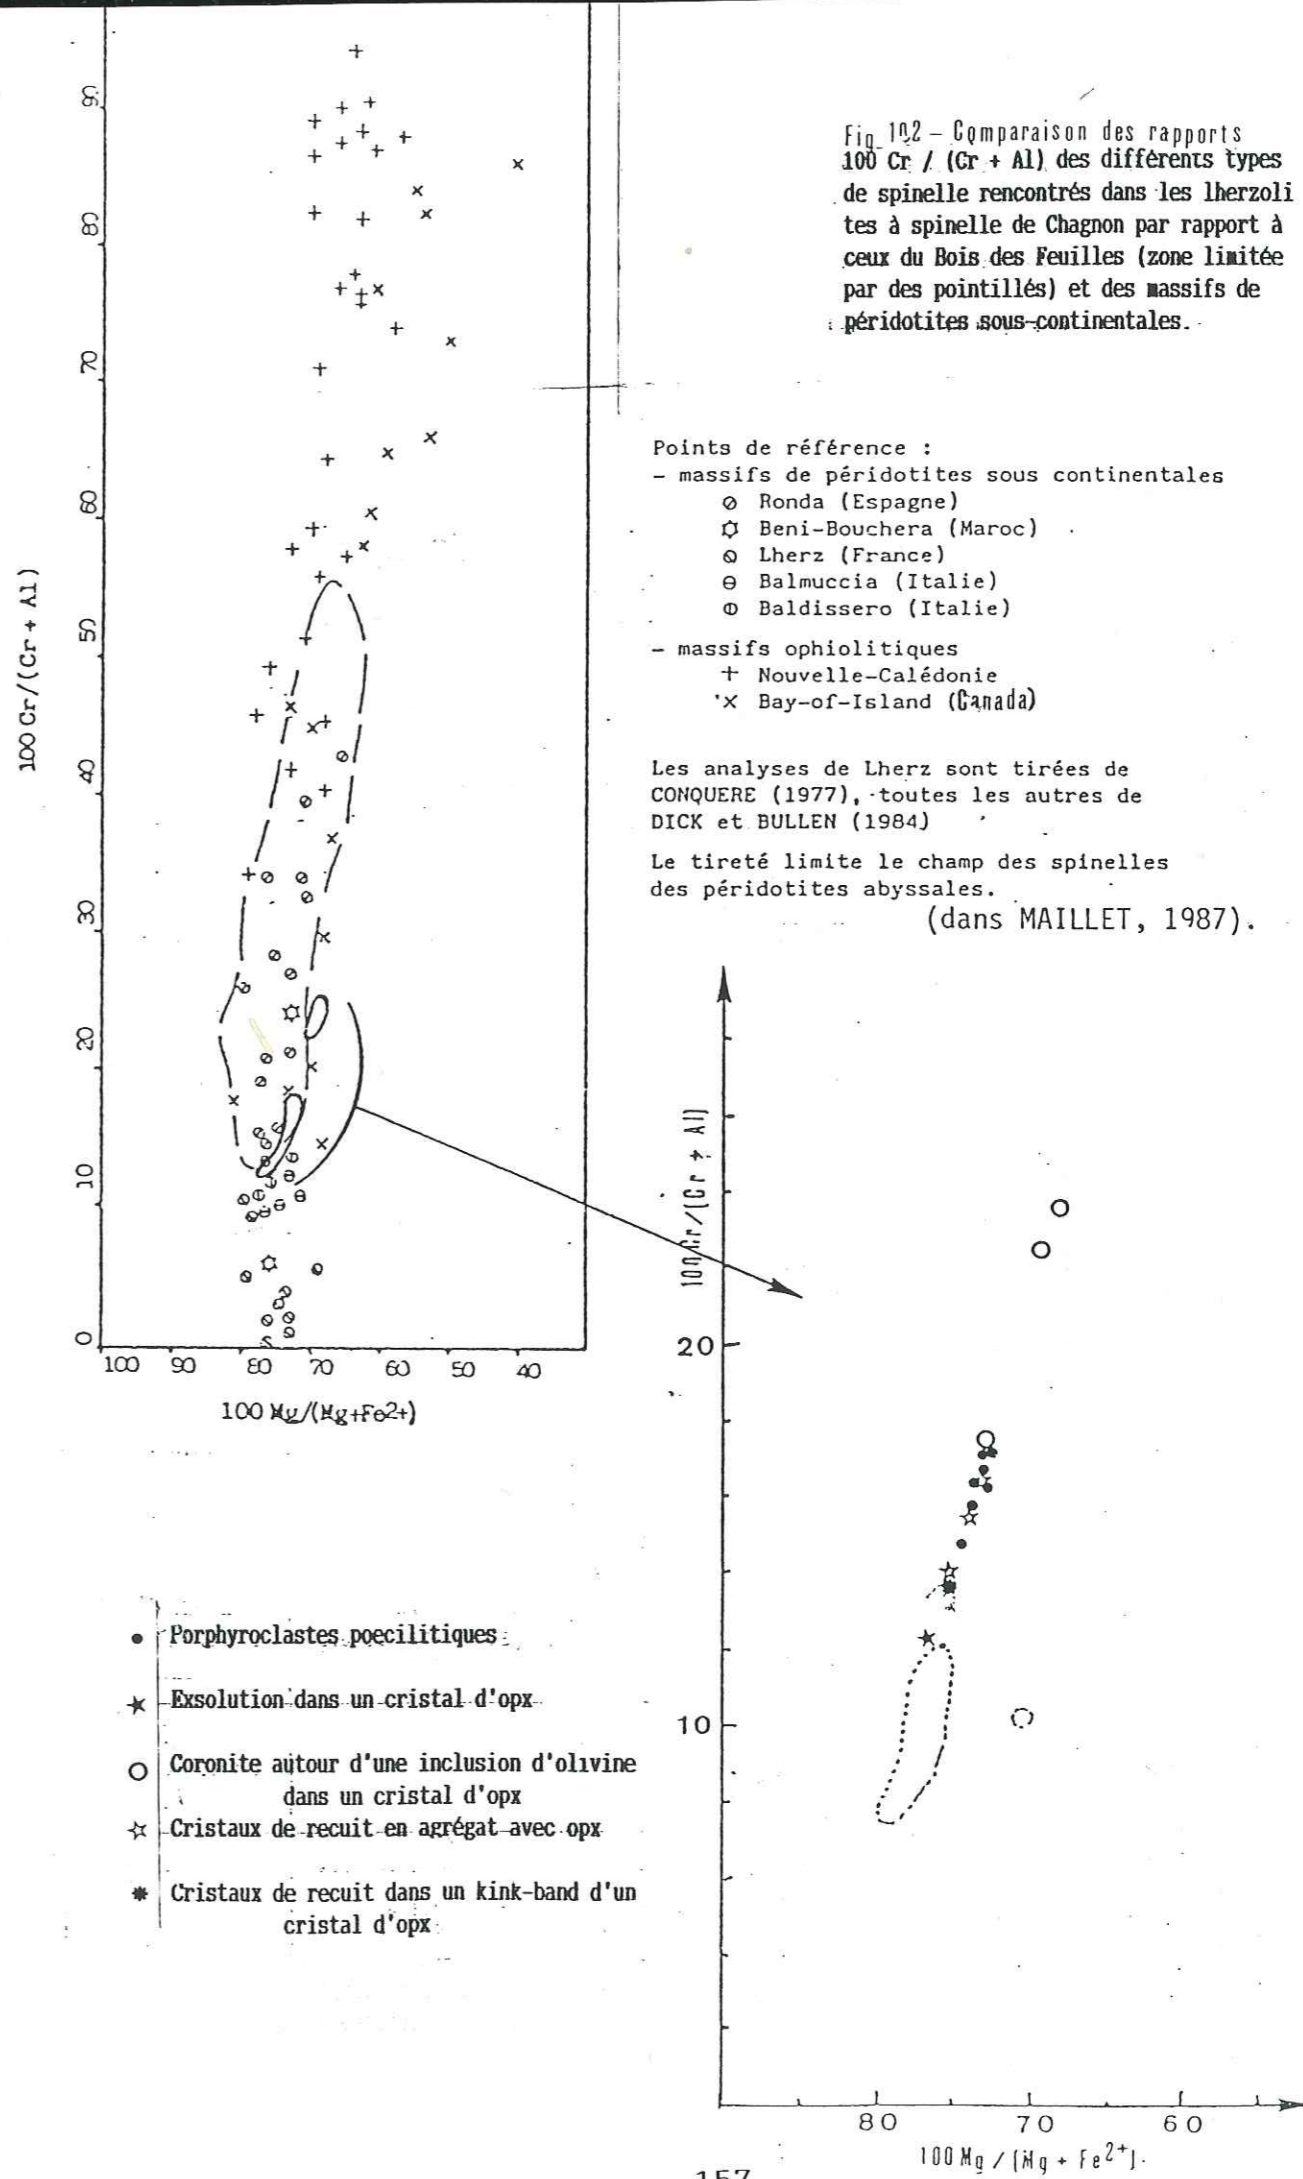 Fig 102 - Comparaison des rapports
100 Cr / (Cr + Al) des différents types
de spinelle rencontrés dans les lherzoli
tes à spinelle de Chagnon par rapport à
ceux du Bois des Feuilles (zone limitée
par des pointillés) et des massifs de
péridotites sous-continentales.
Points de référence :
- massifs de péridotites sous continentales
Ronda (Espagne)
Beni-Bouchera (Maroc)
Lherz (France)
Balmuccia (Italie)
Baldissero (Italie)
- massifs ophiolitiques
+ Nouvelle-Calédonie
x Bay-of-Island (Canada)
Les analyses de Lherz sont tirées de
CONQUERE (1977), toutes les autres de
DICK et BULLEN (1984)
Le tireté limite le champ des spinelles
des péridotites abyssales.
(dans MAILLET, 1987).
100 Cr/(Cr + Al)
90
80
70
60
50
40
30
20
10
0
100 90 80 70 60 50 40
100 Mg/(Mg+Fe2+)
100 Cr/(Cr + Al)
20
10
80 70 60
100 Mg / (Mg + Fe2+).
● Porphyroclastes poecilitiques
★ Exsolution dans un cristal d'opx
○ Coronite autour d'une inclusion d'olivine
dans un cristal d'opx
☆ Cristaux de recuit en agrégat avec opx
✱ Cristaux de recuit dans un kink-band d'un
cristal d'opx
157